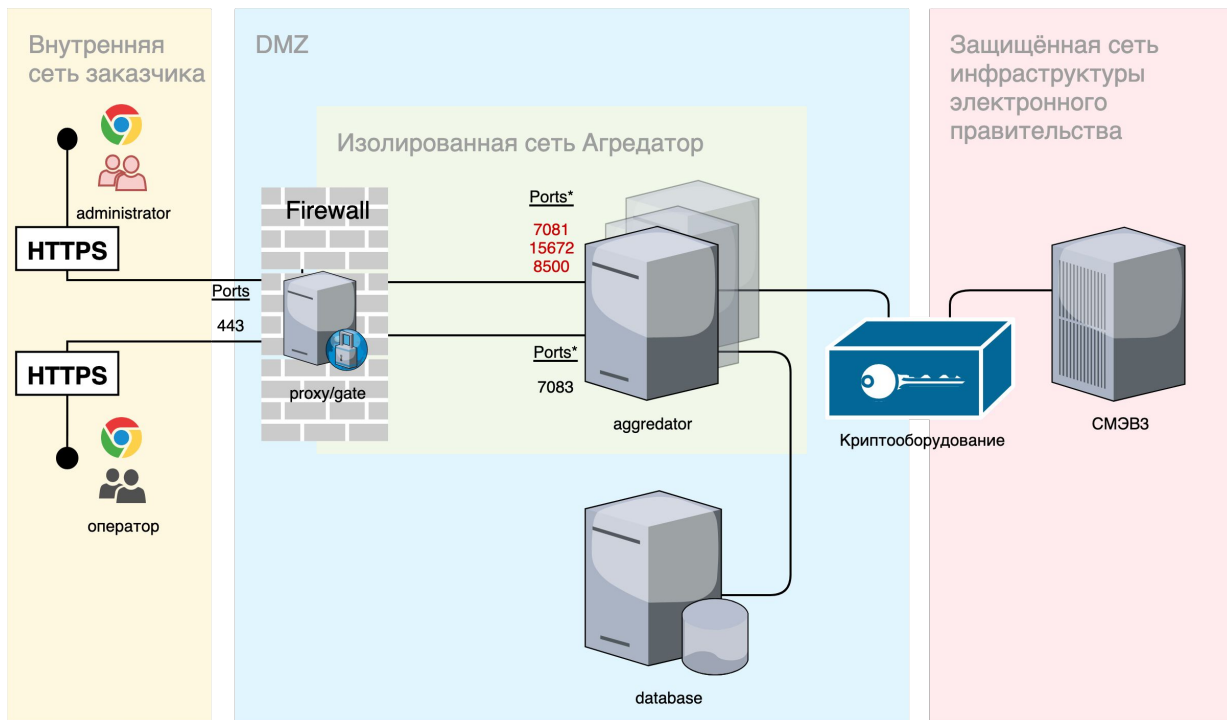 Внутренняя
сеть заказчика
DMZ
Защищённая сеть
инфраструктуры
электронного
правительства
Изолированная сеть Агредатор
administrator
HTTPS
Firewall
Ports*
7081
15672
8500
Ports
443
HTTPS
proxy/gate
Ports*
7083
aggredator
Криптооборудование
СМЭВ3
оператор
database